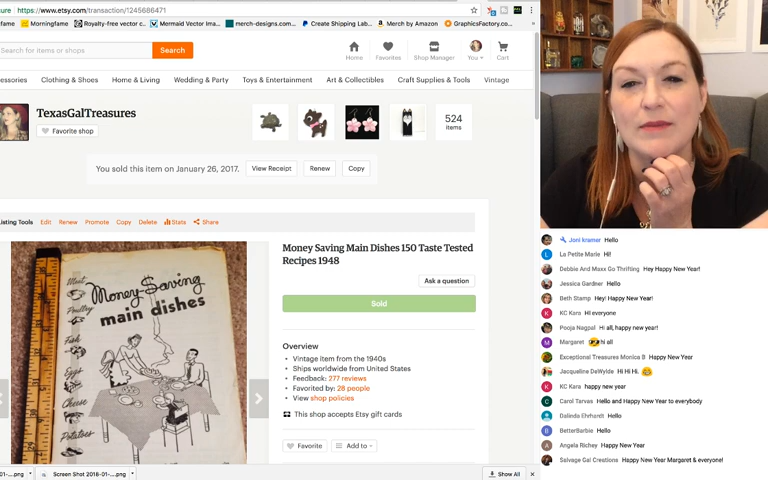 ure https://www.etsy.com/transaction/1245686471
ngfame Royalty-free vector c... Mermaid Vector Ima... merch-designs.com... Create Shipping Lab... Merch by Amazon GraphicsFactory.co...
Search for items or shop
Search
Home
Favorites
Shop Manager
You
Cart
essories Clothing & Shoes Home & Living Wedding & Party Toys & Entertainment Art & Collectibles Craft Supplies & Tools Vintage
TexasGalTreasures
Favorite shop
524
items
You sold this item on January 26, 2017.
View Receipt
Renew
Copy
isting Tools Edit Renew Promote Copy Delete Stats Share
Money Saving Main Dishes 150 Taste Tested
Recipes 1948
Ask a question
Sold
Overview
• Vintage item from the 1940s
• Ships worldwide from United States
• Feedback: 277 reviews
• Favorited by: 28 people
• View shop policies
This shop accepts Etsy gift cards
Favorite
Add to
Meat
Poultry
Fish
Eggs
Cheese
Potatoes
Money-Saving
main dishes
-01-....png
Screen Shot 2018-01-....png
Show All
Joni kramer Hello
La Petite Marie Hi!
Debbie And Maxx Go Thrifting Hey Happy New Year!
Jessica Gardner Hello
Beth Stamp Hey! Happy New Year!
KC Kars Hi everyone
Pooja Nagpal Hi all, happy new year!
Margaret hi all
Exceptional Treasures Monica B Happy New Year
Jacqueline DeWylde Hi Hi Hi.
KC Kars happy new year
Carol Tarvas Hello and Happy New Year to everybody
Dalinda Ehrhardt Hello
BetterBarbie Hello
Angela Richey Happy New Year
Salvage Gal Creations Happy New Year Margaret & everyone!